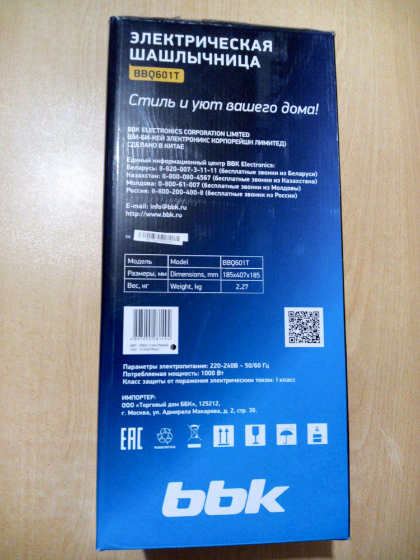 ЭЛЕКТРИЧЕСКАЯ
ШАШЛЫЧНИЦА
BBQ601T
Стиль и уют вашего дома!
BBK ELECTRONICS CORPORATION LIMITED
(БИ-БИ-КЕЙ ЭЛЕКТРОНИКС КОРПОРЕЙШН ЛИМИТЕД)
СДЕЛАНО В КИТАЕ
Единый информационный центр BBK Electronics:
Беларусь: 8-820-007-3-11-11 (бесплатные звонки из Беларуси)
Казахстан: 8-800-080-4567 (бесплатные звонки из Казахстана)
Молдова: 0-800-61-007 (бесплатные звонки из Молдовы)
Россия: 8-800-200-400-8 (бесплатные звонки из России)
E-mail: info@bbk.ru
http://www.bbk.ru
Модель Model BBQ601T
Размеры, мм Dimensions, mm 185x407x185
Вес, кг Weight, kg 2.27
Параметры электропитания: 220-240В ~ 50/60 Гц
Потребляемая мощность: 1000 Вт
Класс защиты от поражения электрическим током: I класс
ИМПОРТЕР:
ООО «Торговый дом ББК», 125212,
г. Москва, ул. Адмирала Макарова, д. 2, стр. 30.
EAC
bbk